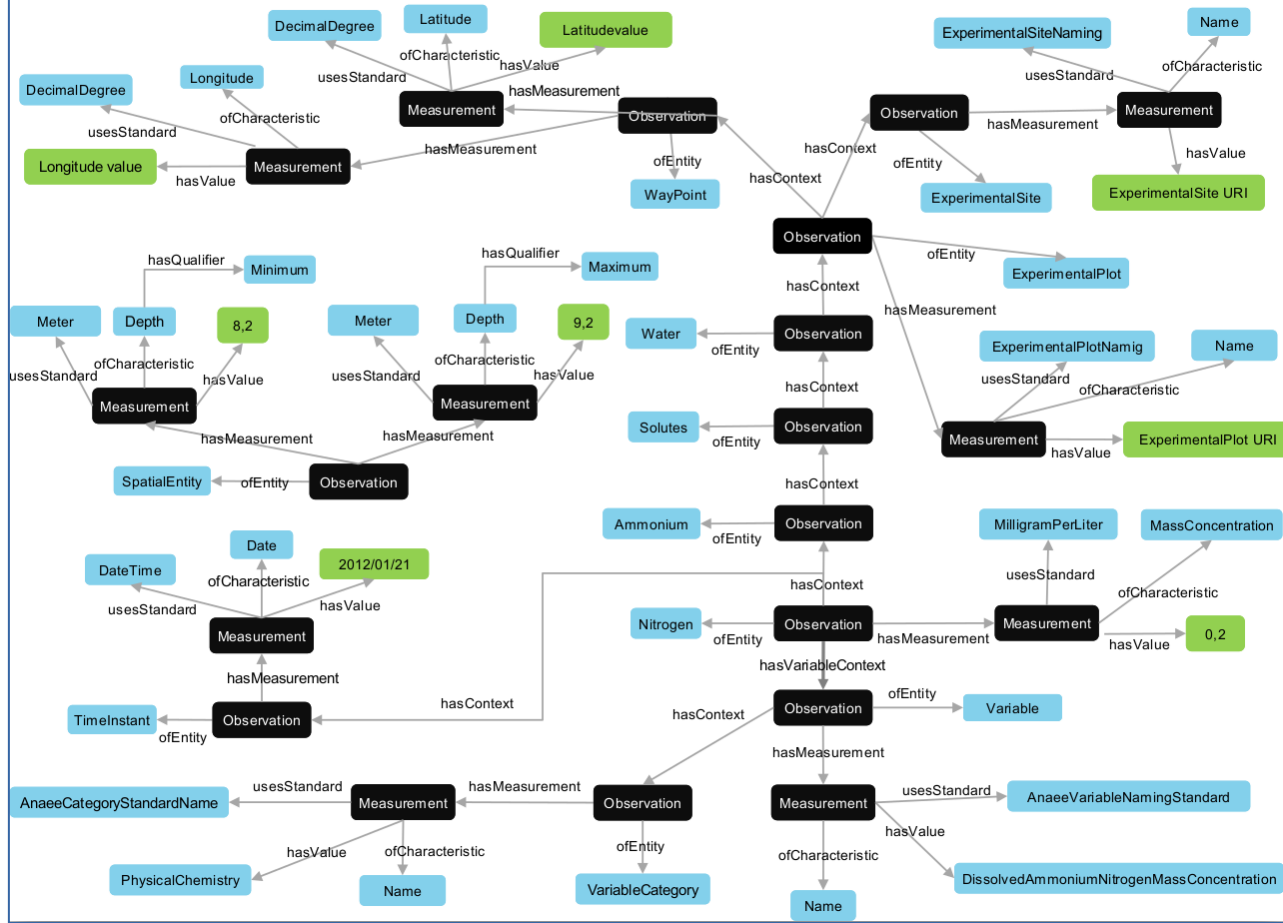 Name
Latitude
DecimalDegree
Latitudevalue
ExperimentalSiteNaming
ofCharacteristic
hasValue
usesStandard
ofCharacteristic
usesStandard
Longitude
DecimalDegree
hasMeasurement
Measurement
Measurement
Observation
Observation
ofCharacteristic
hasMeasurement
usesStandard
hasMeasurement
hasContext
hasValue
Longitude value
Measurement
ofEntity
ofEntity
hasValue
hasContext
WayPoint
ExperimentalSite
ExperimentalSite URI
Observation
ofEntity
hasQualifier
hasQualifier
Minimum
Maximum
ExperimentalPlot
hasContext
hasMeasurement
Meter
Depth
8,2
Meter
Depth
9,2
Water
ofEntity
Observation
ExperimentalPlotNamig
Name
ofCharacteristic
usesStandard
hasValue
ofCharacteristic
usesStandard
hasValue
usesStandard
ofCharacteristic
hasContext
Measurement
Measurement
Solutes
ofEntity
Observation
hasMeasurement
hasMeasurement
Measurement
hasValue
ExperimentalPlot URI
SpatialEntity
ofEntity
Observation
hasContext
Ammonium
ofEntity
Observation
MilligramPerLiter
MassConcentration
Date
DateTime
2012/01/21
ofCharacteristic
usesStandard
hasValue
hasContext
usesStandard
ofCharacteristic
Measurement
Nitrogen
ofEntity
Observation
hasMeasurement
Measurement
hasValue
0,2
hasMeasurement
hasVariableContext
TimeInstant
ofEntity
Observation
hasContext
hasContext
Observation
ofEntity
Variable
hasMeasurement
AnaeeCategoryStandardName
usesStandard
Measurement
hasMeasurement
Observation
Measurement
usesStandard
AnaeeVariableNamingStandard
hasValue
hasValue
ofCharacteristic
ofEntity
ofCharacteristic
PhysicalChemistry
Name
VariableCategory
DissolvedAmmoniumNitrogenMassConcentration
Name